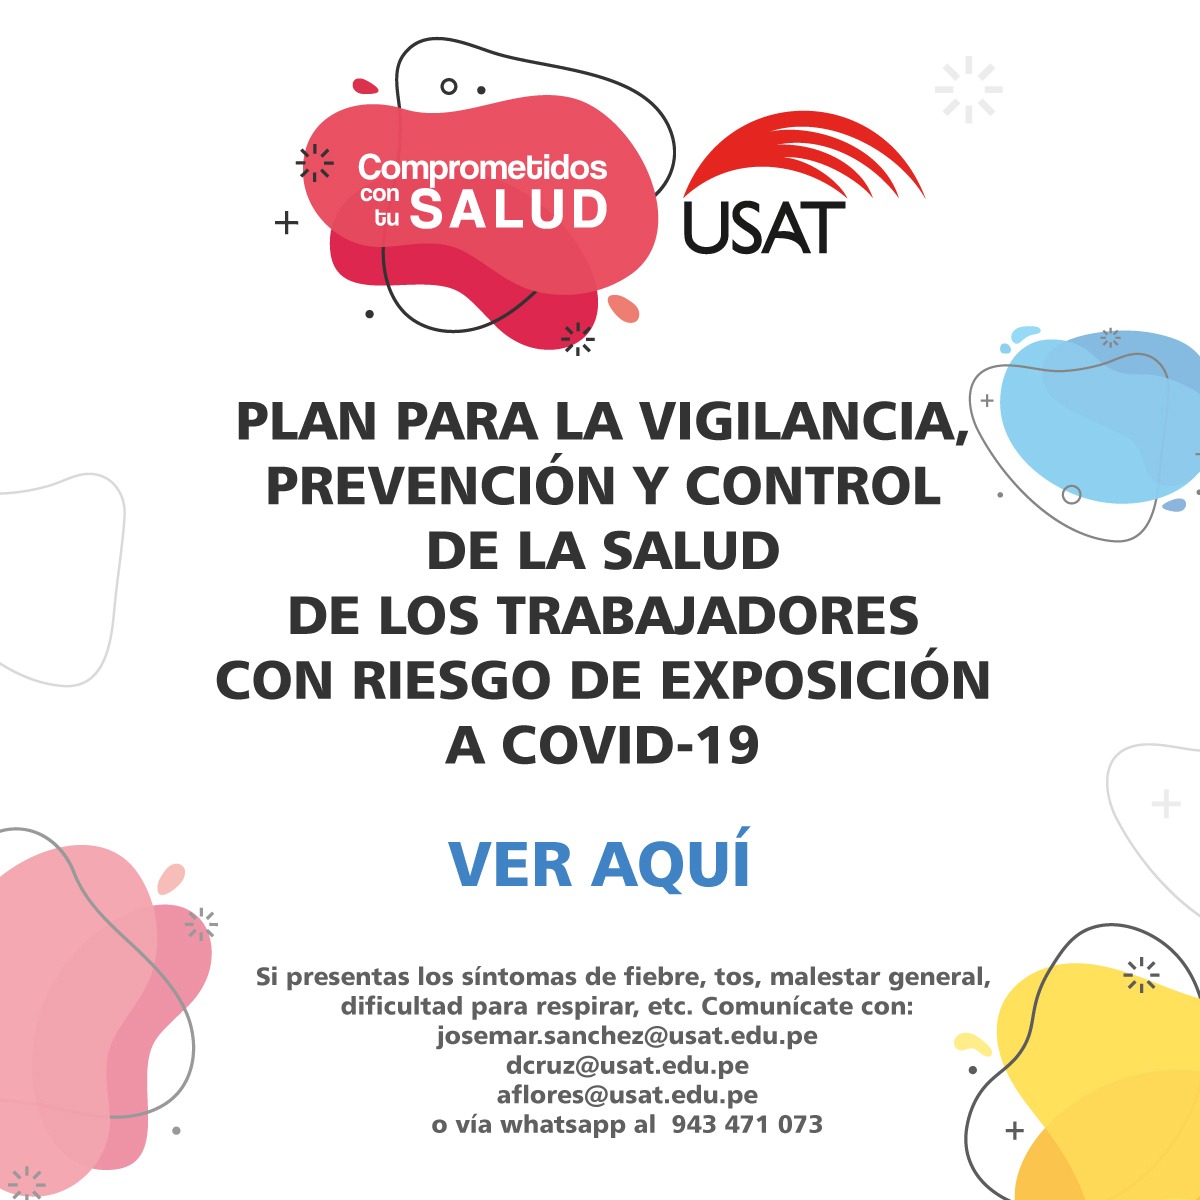 Comprometidos
con
tu SALUD
USAT
PLAN PARA LA VIGILANCIA,
PREVENCIÓN Y CONTROL
DE LA SALUD
DE LOS TRABAJADORES
CON RIESGO DE EXPOSICIÓN
A COVID-19
VER AQUÍ
Si presentas los síntomas de fiebre, tos, malestar general,
dificultad para respirar, etc. Comunícate con:
josemar.sanchez@usat.edu.pe
dcruz@usat.edu.pe
aflores@usat.edu.pe
o vía whatsapp al  943 471 073